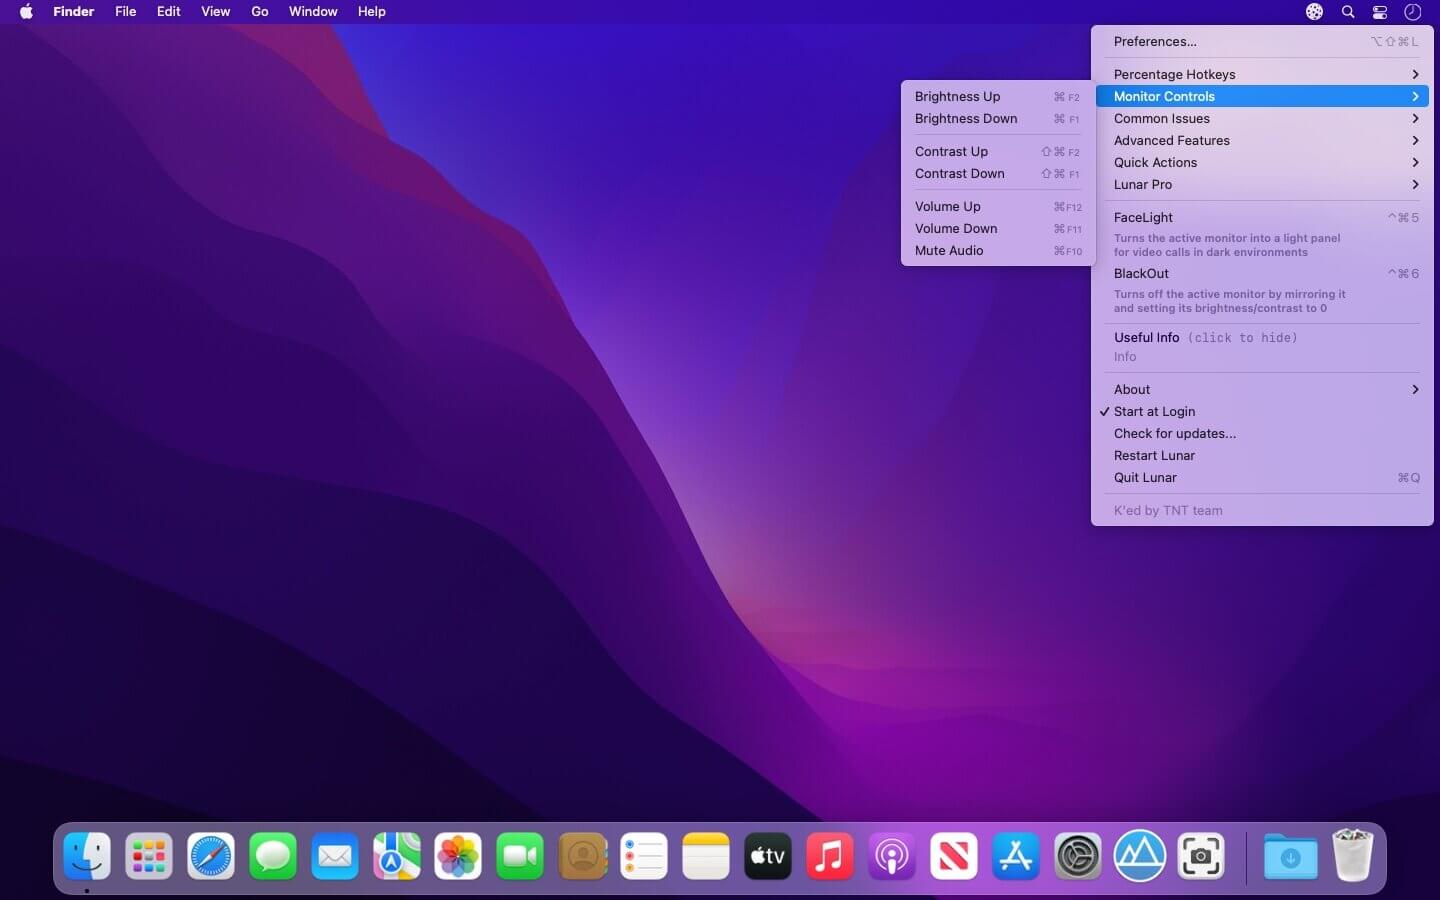 Finder File Edit View Go Window Help
Preferences... ⌥⇧⌘L
Percentage Hotkeys
Monitor Controls
Common Issues
Advanced Features
Quick Actions
Lunar Pro
FaceLight ^⌘5
Turns the active monitor into a light panel
for video calls in dark environments
BlackOut ^⌘6
Turns off the active monitor by mirroring it
and setting its brightness/contrast to 0
Useful Info (click to hide)
Info
About
✓ Start at Login
Check for updates...
Restart Lunar
Quit Lunar ⌘Q
K'ed by TNT team
Brightness Up ⌘F2
Brightness Down ⌘F1
Contrast Up ⇧⌘F2
Contrast Down ⇧⌘F1
Volume Up ⌘F12
Volume Down ⌘F11
Mute Audio ⌘F10
tv